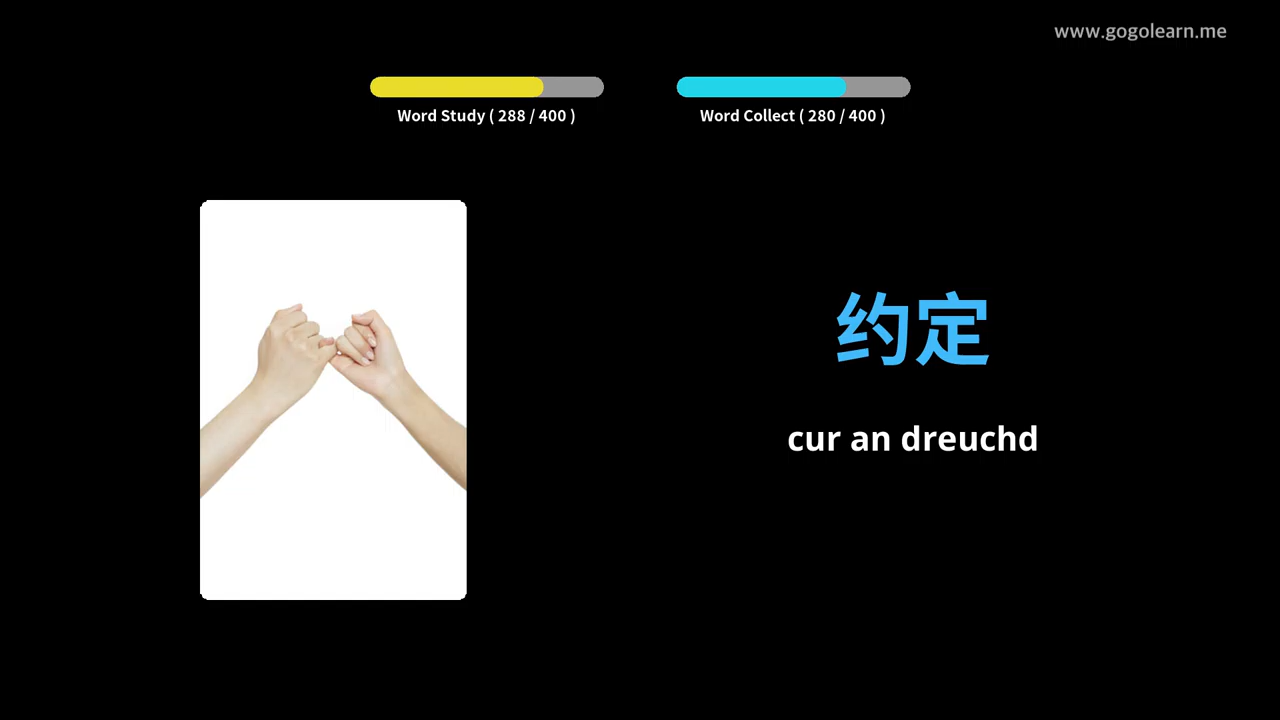 www.gogolearn.me
Word Study ( 288 / 400 )
Word Collect ( 280 / 400 )
约定
cur an dreuchd